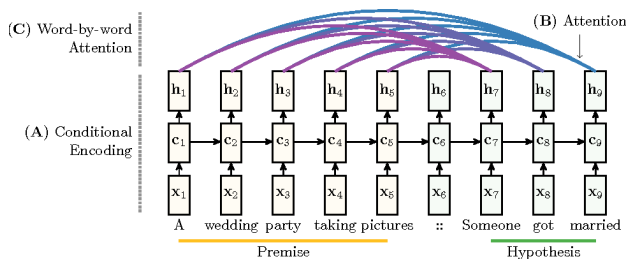 (C) Word-by-word
Attention
(B) Attention
h1 h2 h3 h4 h5 h6 h7 h8 h9
(A) Conditional
Encoding
c1 c2 c3 c4 c5 c6 c7 c8 c9
x1 x2 x3 x4 x5 x6 x7 x8 x9
A wedding party taking pictures :: Someone got married
Premise Hypothesis